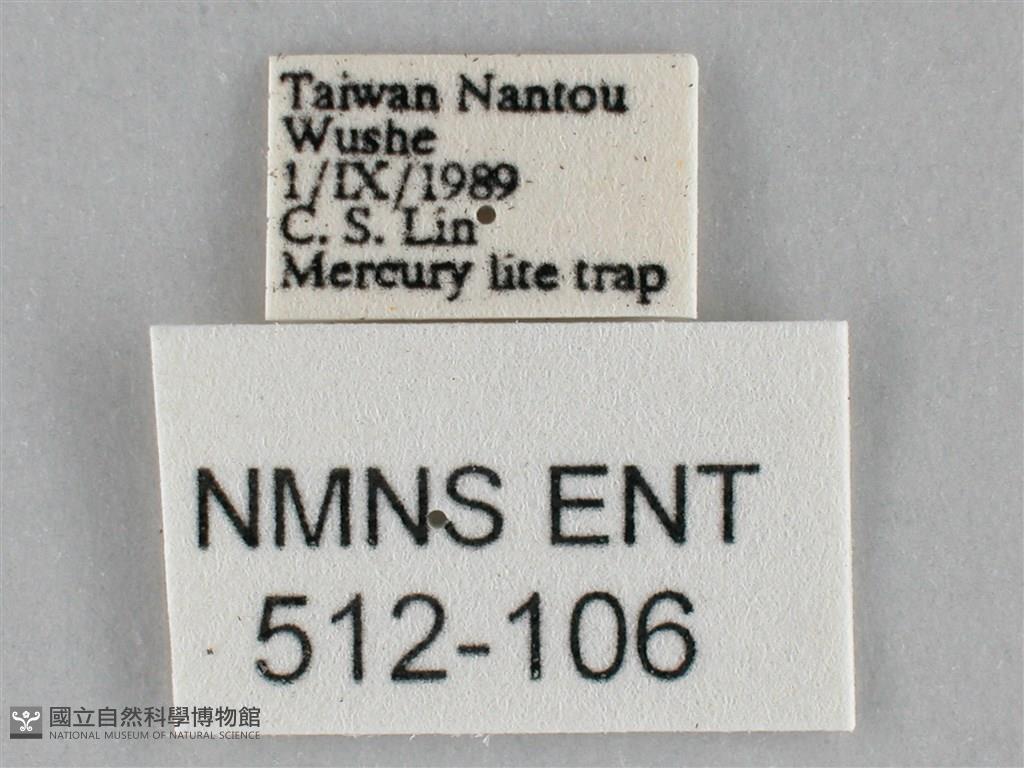 Taiwan Nantou
Wushe
1/IX/1989
C. S. Lin
Mercury lite trap
NMNS ENT
512-106
國立自然科學博物館
NATIONAL MUSEUM OF NATURAL SCIENCE